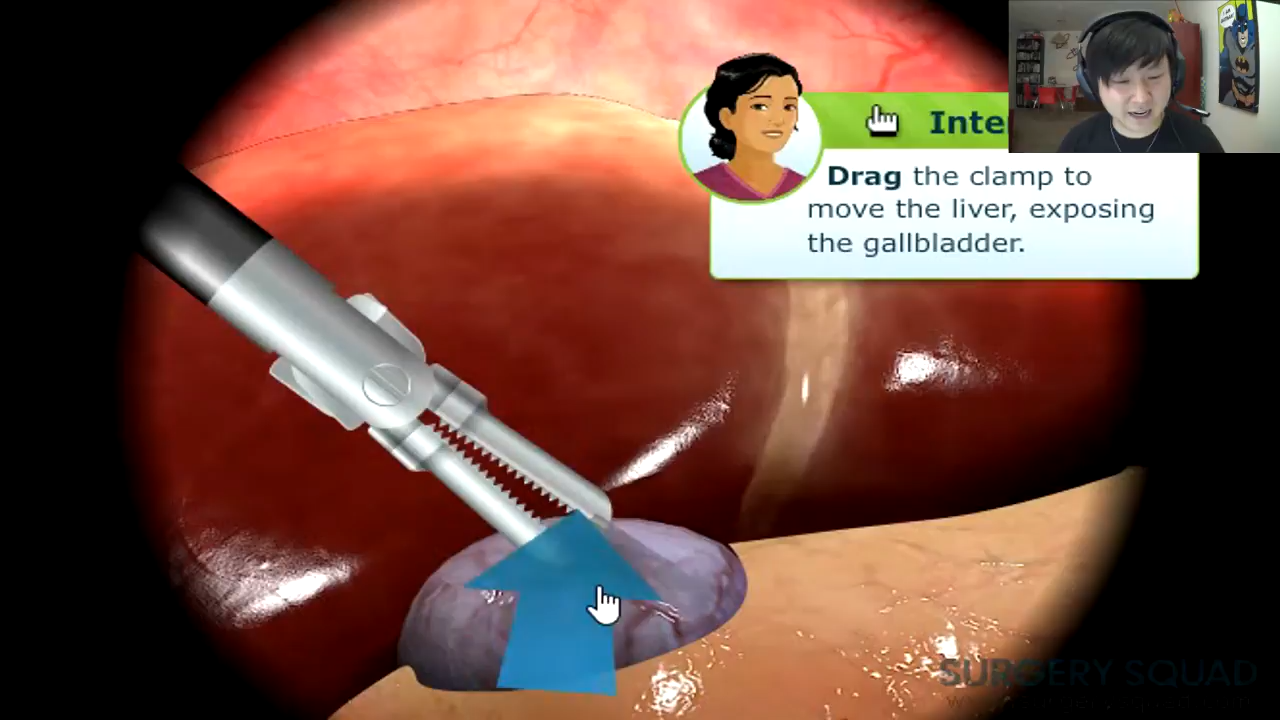 Inte
Drag the clamp to
move the liver, exposing
the gallbladder.
SURGERY SQUAD